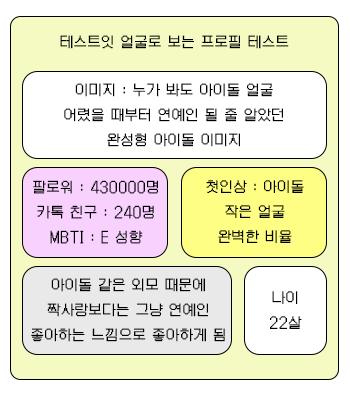 테스트잇 얼굴로 보는 프로필 테스트
이미지 : 누가 봐도 아이돌 얼굴
어렸을 때부터 연예인 될 줄 알았던
완성형 아이돌 이미지
팔로워 : 430000명
카톡 친구 : 240명
MBTI : E 성향
첫인상 : 아이돌
작은 얼굴
완벽한 비율
아이돌 같은 외모 때문에
짝사랑보다는 그냥 연예인
좋아하는 느낌으로 좋아하게 됨
나이
22살